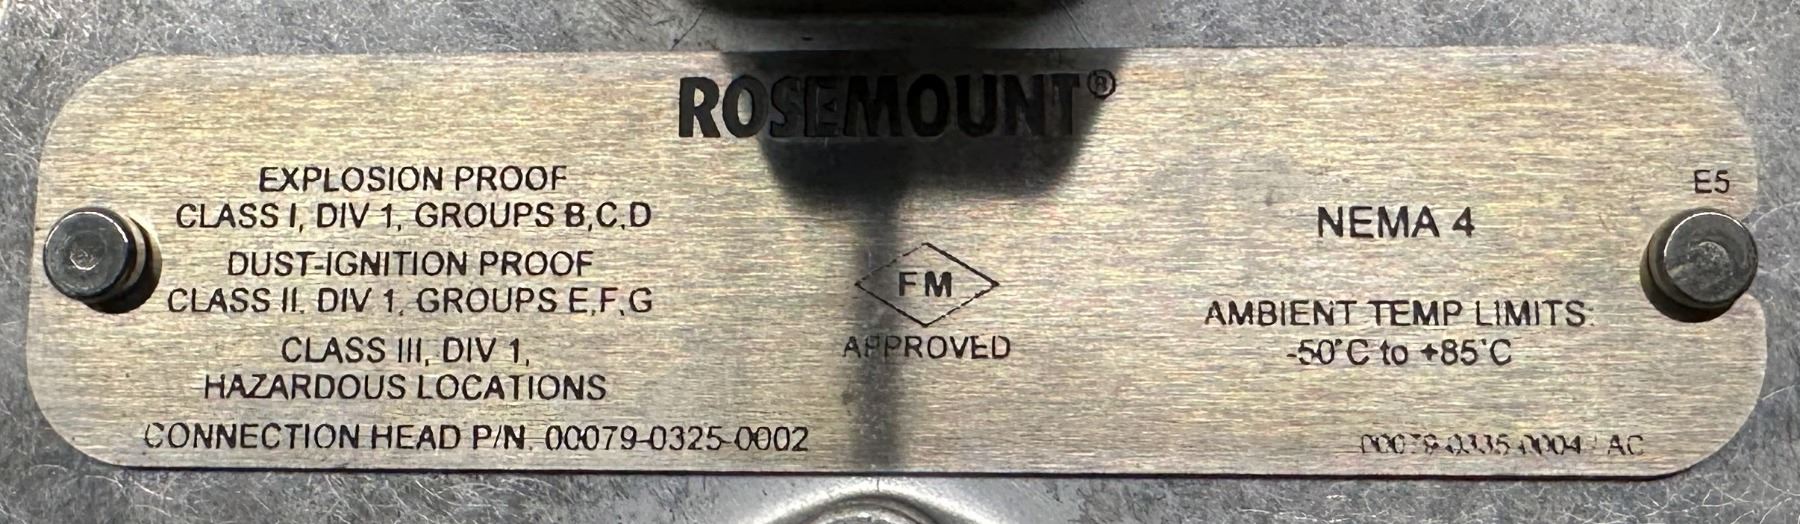 ROSEMOUNT®
EXPLOSION PROOF
CLASS I, DIV 1, GROUPS B,C,D
DUST-IGNITION PROOF
CLASS II, DIV 1, GROUPS E,F,G
CLASS III, DIV 1,
HAZARDOUS LOCATIONS
CONNECTION HEAD P/N. 00079-0325-0002
FM
APPROVED
E5
NEMA 4
AMBIENT TEMP LIMITS:
-50°C to +85°C
AC